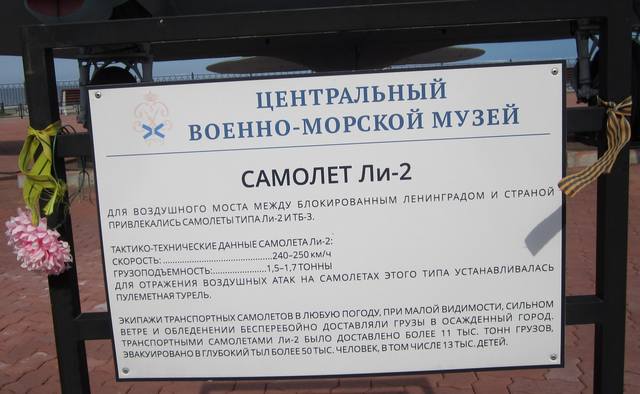 ЦЕНТРАЛЬНЫЙ
ВОЕННО-МОРСКОЙ МУЗЕЙ
САМОЛЕТ Ли-2
ДЛЯ ВОЗДУШНОГО МОСТА МЕЖДУ БЛОКИРОВАННЫМ ЛЕНИНГРАДОМ И СТРАНОЙ
ПРИВЛЕКАЛИСЬ САМОЛЕТЫ ТИПА Ли-2 И ТБ-3.
ТАКТИКО-ТЕХНИЧЕСКИЕ ДАННЫЕ САМОЛЕТА Ли-2:
СКОРОСТЬ: ............................................240–250 км/ч
ГРУЗОПОДЪЕМНОСТЬ:......................1,5–1,7 ТОННЫ
ДЛЯ ОТРАЖЕНИЯ ВОЗДУШНЫХ АТАК НА САМОЛЕТАХ ЭТОГО ТИПА УСТАНАВЛИВАЛАСЬ
ПУЛЕМЕТНАЯ ТУРЕЛЬ.
ЭКИПАЖИ ТРАНСПОРТНЫХ САМОЛЕТОВ В ЛЮБУЮ ПОГОДУ, ПРИ МАЛОЙ ВИДИМОСТИ, СИЛЬНОМ
ВЕТРЕ И ОБЛЕДЕНЕНИИ БЕСПЕРЕБОЙНО ДОСТАВЛЯЛИ ГРУЗЫ В ОСАЖДЕННЫЙ ГОРОД.
ТРАНСПОРТНЫМИ САМОЛЕТАМИ Ли-2 БЫЛО ДОСТАВЛЕНО БОЛЕЕ 11 ТЫС. ТОНН ГРУЗОВ,
ЭВАКУИРОВАНО В ГЛУБОКИЙ ТЫЛ БОЛЕЕ 50 ТЫС. ЧЕЛОВЕК, В ТОМ ЧИСЛЕ 13 ТЫС. ДЕТЕЙ.